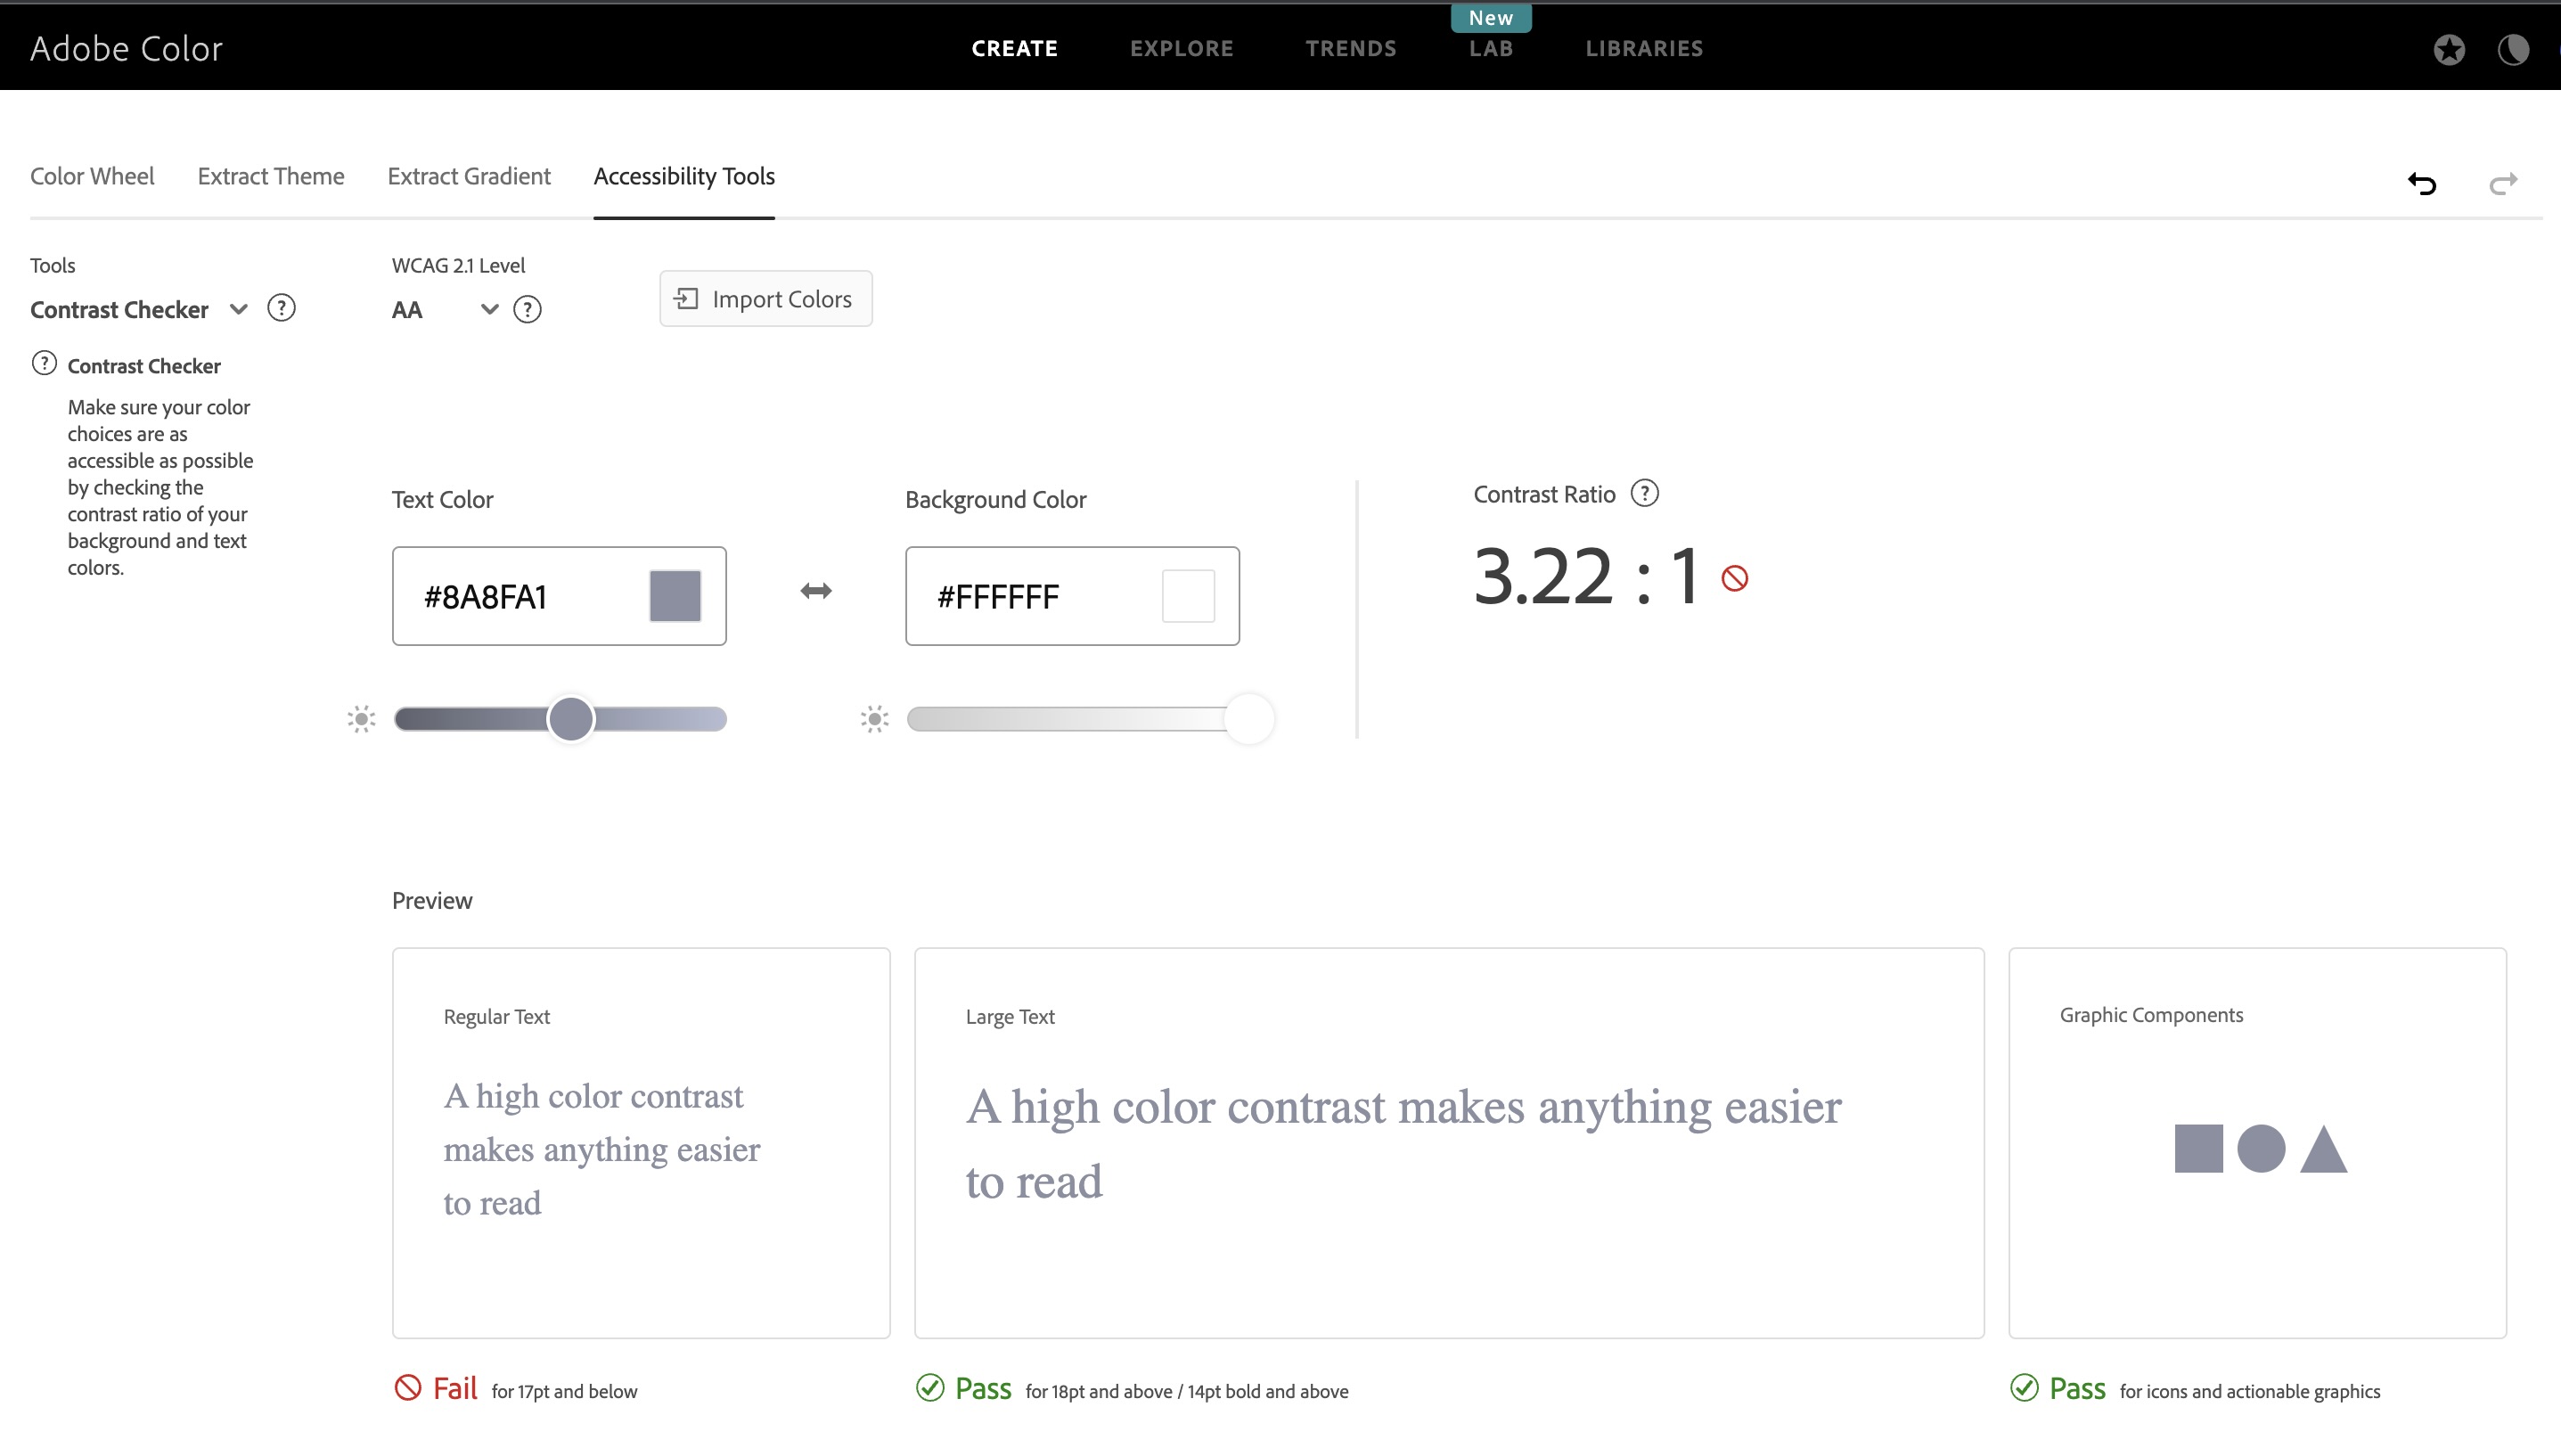 New
Adobe Color
CREATE EXPLORE TRENDS LAB LIBRARIES
Color Wheel Extract Theme Extract Gradient Accessibility Tools
Tools
Contrast Checker ?
WCAG 2.1 Level
AA ?
Import Colors
? Contrast Checker
Make sure your color
choices are as
accessible as possible
by checking the
contrast ratio of your
background and text
colors.
Text Color
#8A8FA1
Background Color
#FFFFFF
Contrast Ratio ?
3.22 : 1
Preview
Regular Text
A high color contrast
makes anything easier
to read
Fail for 17pt and below
Large Text
A high color contrast makes anything easier
to read
Pass for 18pt and above / 14pt bold and above
Graphic Components
Pass for icons and actionable graphics